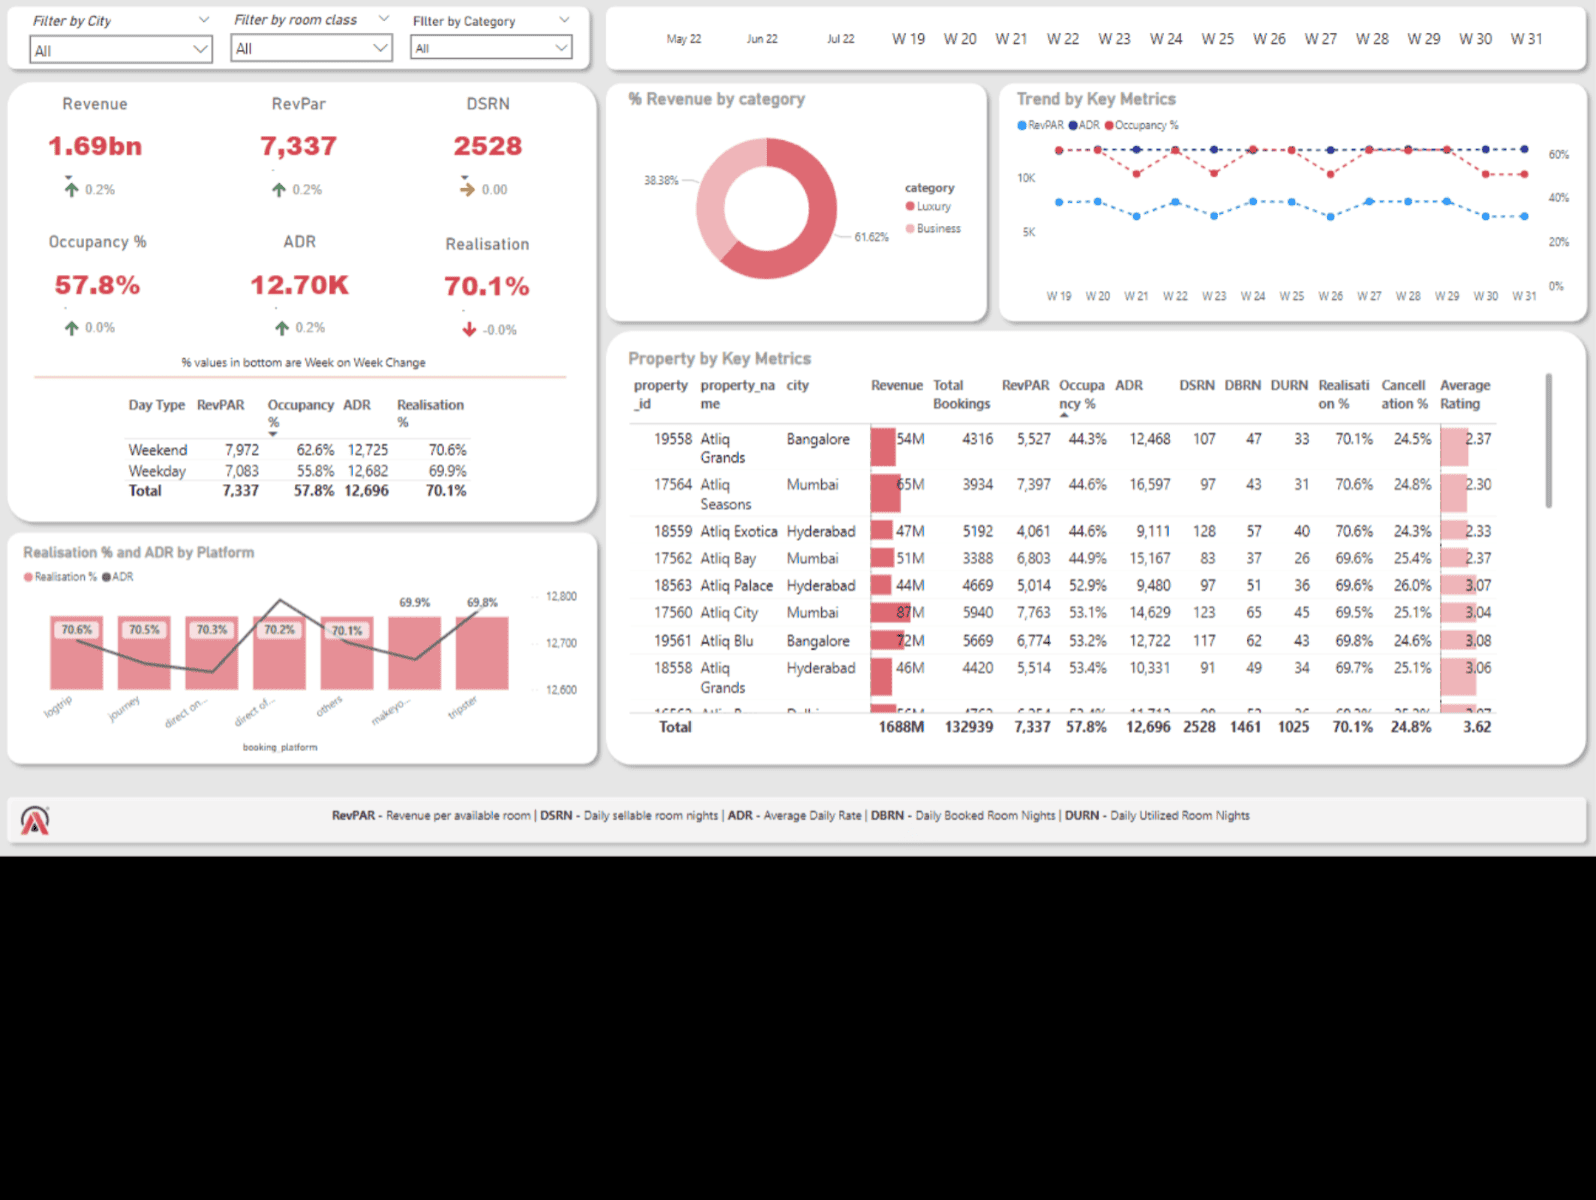 Filter by City
Filter by room class
FIlter by Category
All
All
All
May 22 Jun 22 Jul 22 W 19 W 20 W 21 W 22 W 23 W 24 W 25 W 26 W 27 W 28 W 29 W 30 W 31
Revenue RevPar DSRN
1.69bn 7,337 2528
0.2% 0.2% 0.00
Occupancy % ADR Realisation
57.8% 12.70K 70.1%
0.0% 0.2% -0.0%
% values in bottom are Week on Week Change
Day Type RevPAR Occupancy ADR Realisation
% %
Weekend 7,972 62.6% 12,725 70.6%
Weekday 7,083 55.8% 12,682 69.9%
Total 7,337 57.8% 12,696 70.1%
Realisation % and ADR by Platform
Realisation % ADR
70.6% 70.5% 70.3% 70.2% 70.1% 69.9% 69.8%
12,800
12,700
12,600
logtrip journey direct on... direct of... others makeyo... tripster
booking_platform
% Revenue by category
38.38%
61.62%
category
Luxury
Business
Trend by Key Metrics
RevPAR ADR Occupancy %
10K
5K
60%
40%
20%
0%
W 19 W 20 W 21 W 22 W 23 W 24 W 25 W 26 W 27 W 28 W 29 W 30 W 31
Property by Key Metrics
property property_na city Revenue Total RevPAR Occupa ADR DSRN DBRN DURN Realisati Cancell Average
_id me Bookings ncy % on % ation % Rating
19558 Atliq Bangalore 54M 4316 5,527 44.3% 12,468 107 47 33 70.1% 24.5% 2.37
Grands
17564 Atliq Mumbai 65M 3934 7,397 44.6% 16,597 97 43 31 70.6% 24.8% 2.30
Seasons
18559 Atliq Exotica Hyderabad 47M 5192 4,061 44.6% 9,111 128 57 40 70.6% 24.3% 2.33
17562 Atliq Bay Mumbai 51M 3388 6,803 44.9% 15,167 83 37 26 69.6% 25.4% 2.37
18563 Atliq Palace Hyderabad 44M 4669 5,014 52.9% 9,480 97 51 36 69.6% 26.0% 3.07
17560 Atliq City Mumbai 87M 5940 7,763 53.1% 14,629 123 65 45 69.5% 25.1% 3.04
19561 Atliq Blu Bangalore 72M 5669 6,774 53.2% 12,722 117 62 43 69.8% 24.6% 3.08
18558 Atliq Hyderabad 46M 4420 5,514 53.4% 10,331 91 49 34 69.7% 25.1% 3.06
Grands
Total 1688M 132939 7,337 57.8% 12,696 2528 1461 1025 70.1% 24.8% 3.62
RevPAR - Revenue per available room | DSRN - Daily sellable room nights | ADR - Average Daily Rate | DBRN - Daily Booked Room Nights | DURN - Daily Utilized Room Nights